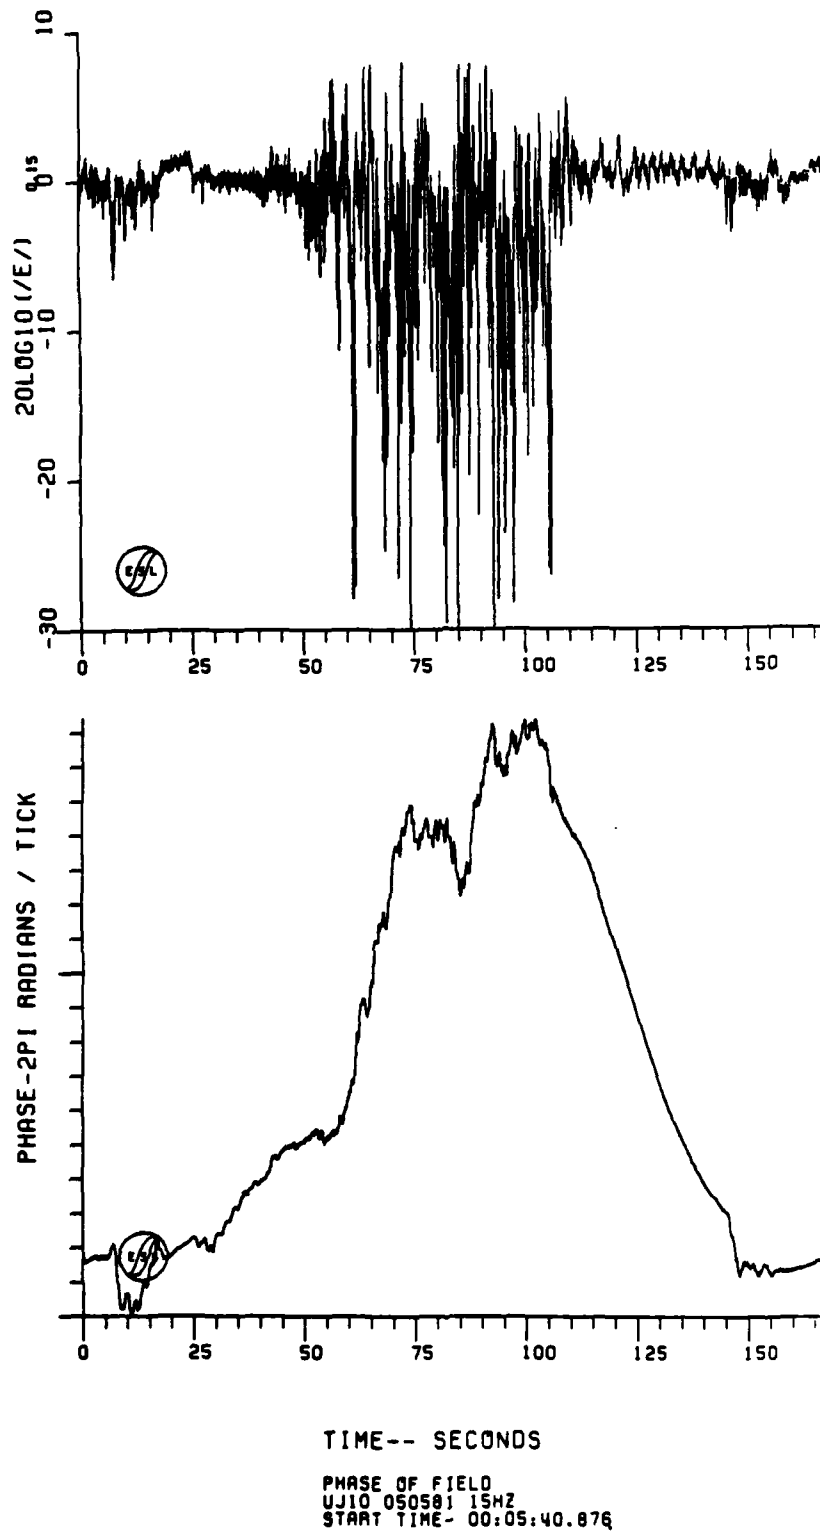 10
0.15
0
-10
-20
-30
20LOG10(/E/)
ESL
0 25 50 75 100 125 150
PHASE-2PI RADIANS / TICK
ESL
0 25 50 75 100 125 150
TIME-- SECONDS
PHASE OF FIELD
UJ10 050581 15HZ
START TIME- 00:05:40.876